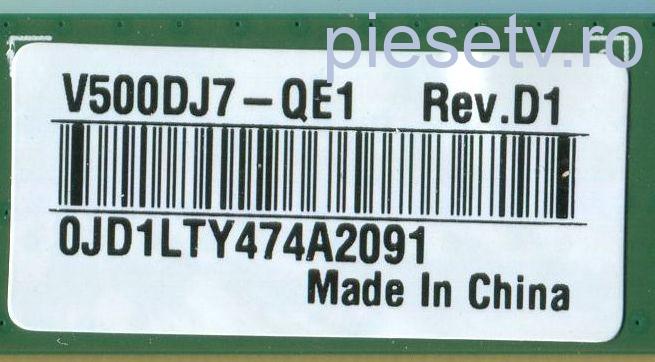 piesetv.ro
V500DJ7-QE1 Rev.D1
0JD1LTY474A2091
Made In China